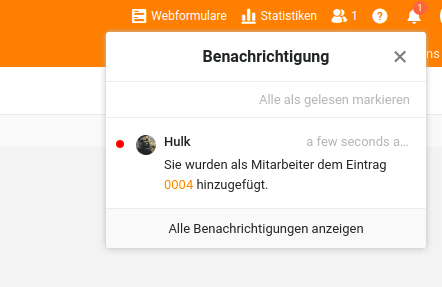 Webformulare Statistiken 1 ? 1
ms
Benachrichtigung
Alle als gelesen markieren
Hulk a few seconds a...
Sie wurden als Mitarbeiter dem Eintrag
0004 hinzugefügt.
Alle Benachrichtigungen anzeigen